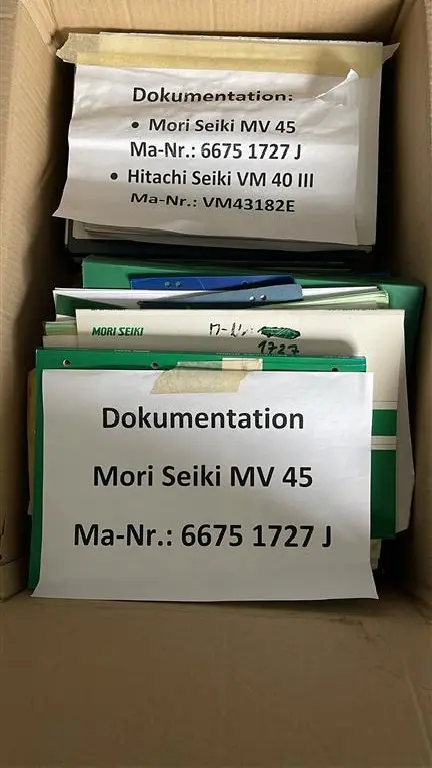 Dokumentation:
• Mori Seiki MV 45
Ma-Nr.: 6675 1727 J
• Hitachi Seiki VM 40 III
Ma-Nr.: VM43182E
MORI SEIKI
1727
Dokumentation
Mori Seiki MV 45
Ma-Nr.: 6675 1727 J